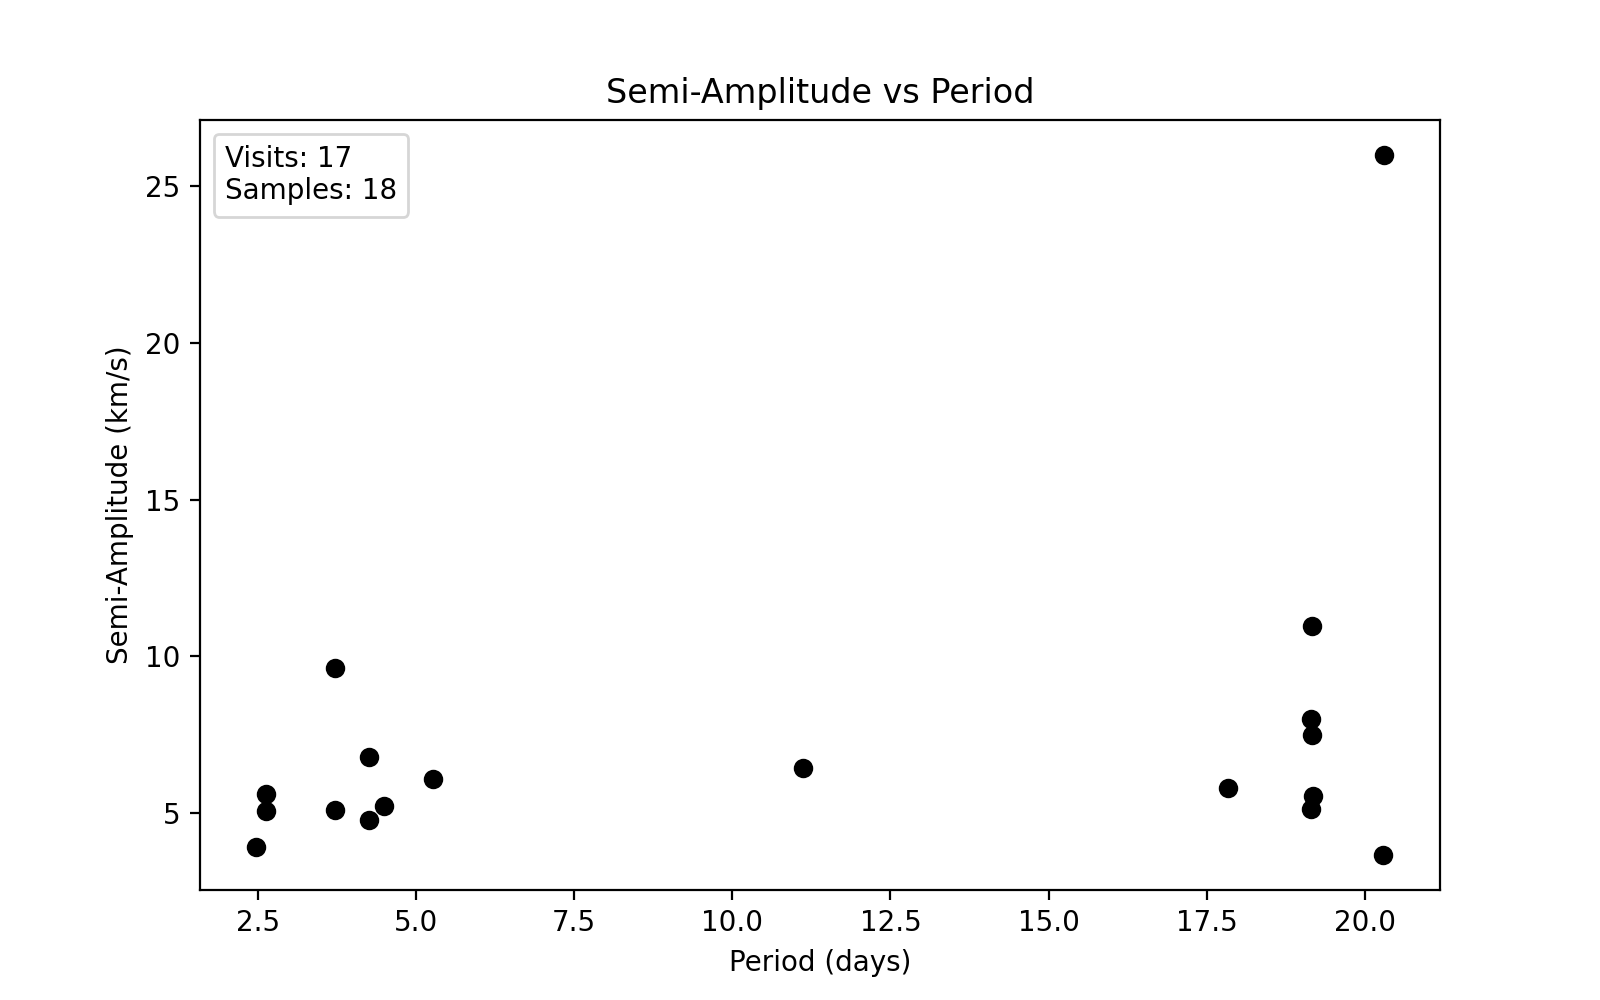 Semi-Amplitude vs Period
Visits: 17
Samples: 18
Semi-Amplitude (km/s)
25
20
15
10
5
2.5 5.0 7.5 10.0 12.5 15.0 17.5 20.0
Period (days)